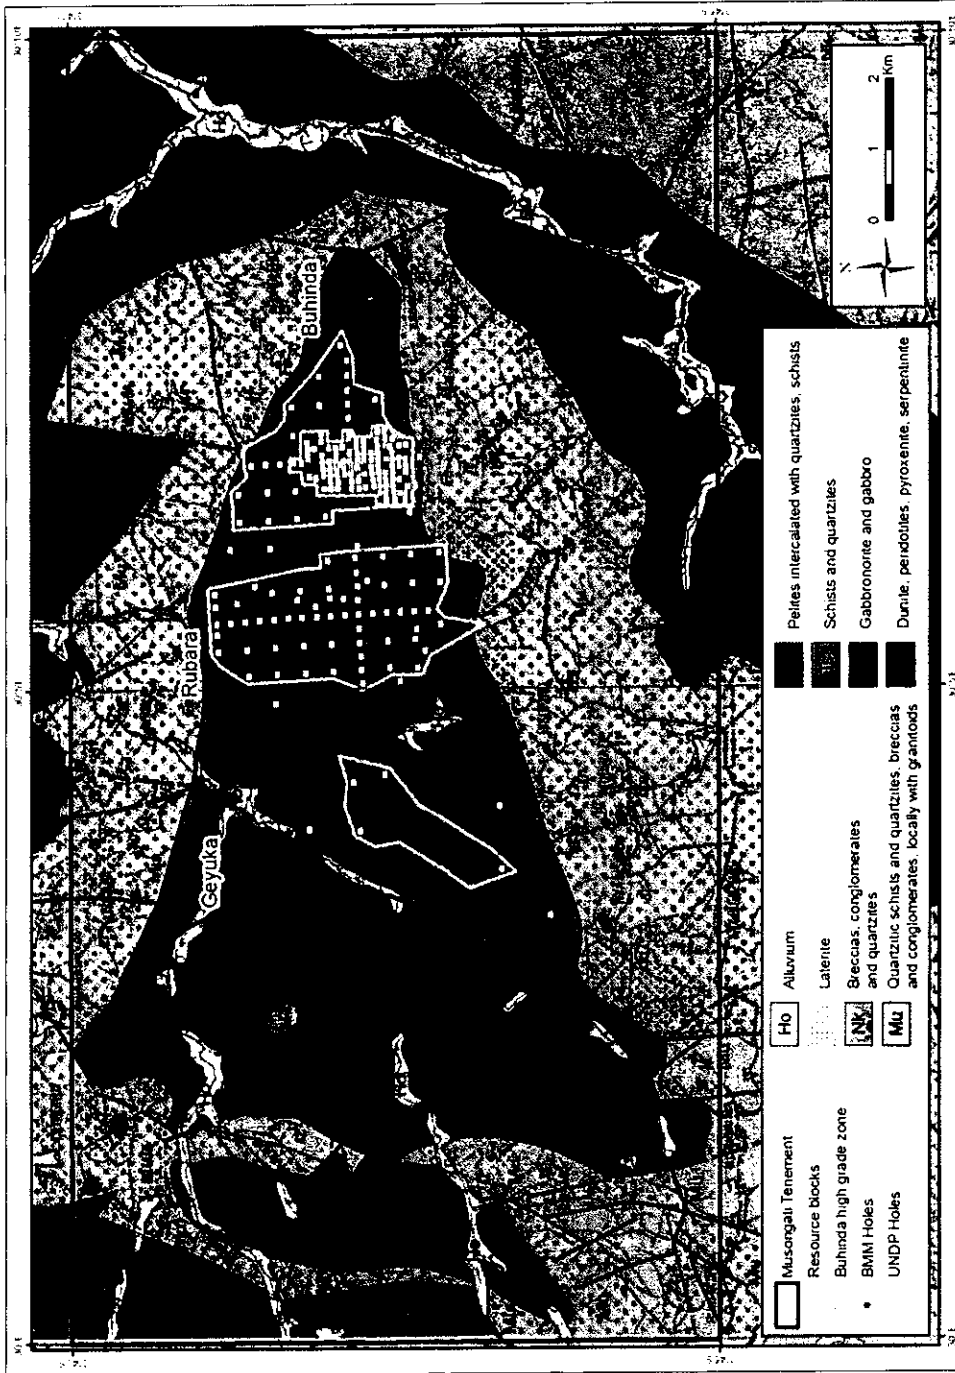 Buhinda
Rubara
Geyuka
Ho
Mu
N
0 1 2
Km
Musongati Tenement
Resource blocks
Buhinda high grade zone
BMM Holes
UNDP Holes
Ho Alluvium
Laterite
Nk Breccias, conglomerates
and quartzites
Mu Quartzitic schists and quartzites, breccias
and conglomerates, locally with granitoids
Pelites intercalated with quartzites, schists
Schists and quartzites
Gabbronorite and gabbro
Dunite, peridotites, pyroxenite, serpentinite